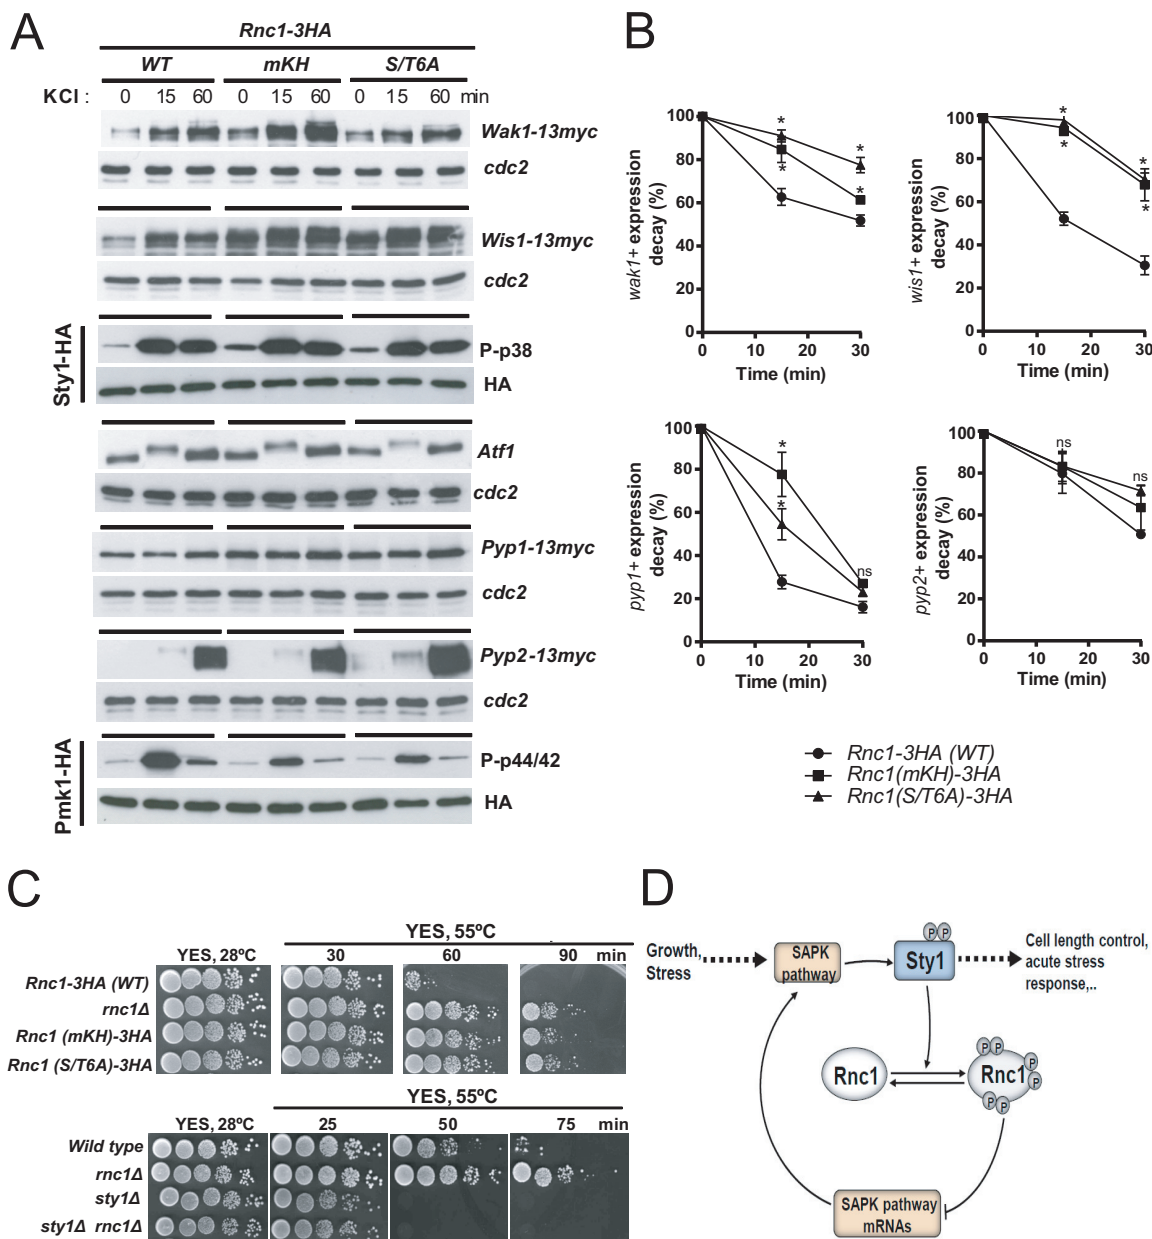 A
Rnc1-3HA
WT mKH S/T6A
KCl : 0 15 60 0 15 60 0 15 60 min
Wak1-13myc
cdc2
Wis1-13myc
cdc2
Sty1-HA
P-p38
HA
Atf1
cdc2
Pyp1-13myc
cdc2
Pyp2-13myc
cdc2
Pmk1-HA
P-p44/42
HA
B
wak1+ expression
decay (%)
100
80
60
40
20
0
* * * *
0 10 20 30
Time (min)
wis1+ expression
decay (%)
100
80
60
40
20
0
* * * *
0 10 20 30
Time (min)
pyp1+ expression
decay (%)
100
80
60
40
20
0
* * ns
0 10 20 30
Time (min)
pyp2+ expression
decay (%)
100
80
60
40
20
0
ns ns
0 10 20 30
Time (min)
Rnc1-3HA (WT)
Rnc1(mKH)-3HA
Rnc1(S/T6A)-3HA
C
YES, 55ºC
YES, 28ºC 30 60 90 min
Rnc1-3HA (WT)
rnc1Δ
Rnc1 (mKH)-3HA
Rnc1 (S/T6A)-3HA
YES, 55ºC
YES, 28ºC 25 50 75 min
Wild type
rnc1Δ
sty1Δ
sty1Δ rnc1Δ
D
Growth,
Stress
SAPK
pathway
P P
Sty1
Cell length control,
acute stress
response,..
Rnc1
P P P P P P
Rnc1
SAPK pathway
mRNAs